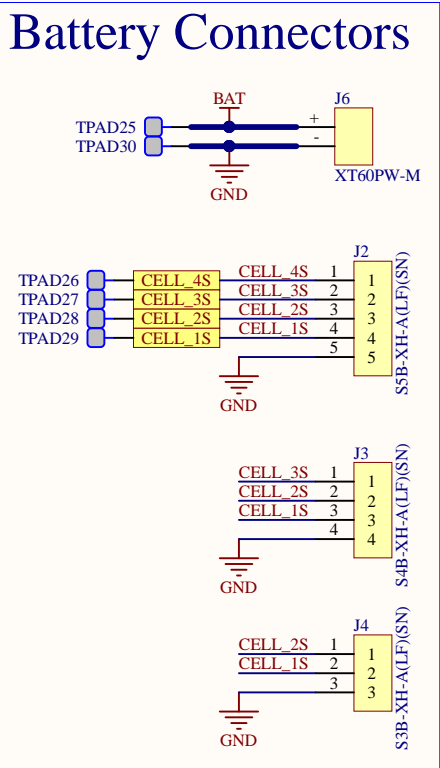 Battery Connectors
BAT
J6
TPAD25
+
TPAD30
-
GND
XT60PW-M
J2
TPAD26 CELL_4S CELL_4S 1 1
TPAD27 CELL_3S CELL_3S 2 2
TPAD28 CELL_2S CELL_2S 3 3
TPAD29 CELL_1S CELL_1S 4 4
5 5
S5B-XH-A(LF)(SN)
GND
J3
CELL_3S 1 1
CELL_2S 2 2
CELL_1S 3 3
4 4
S4B-XH-A(LF)(SN)
GND
J4
CELL_2S 1 1
CELL_1S 2 2
3 3
S3B-XH-A(LF)(SN)
GND